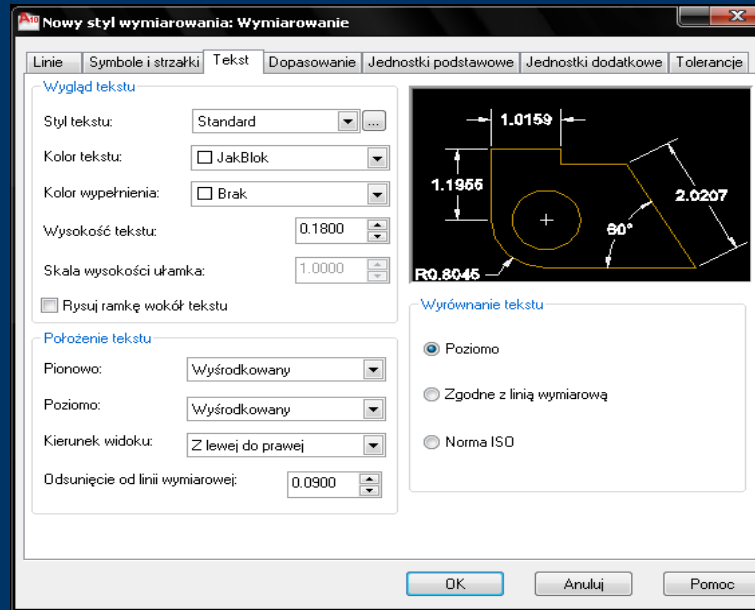 A10 Nowy styl wymiarowania: Wymiarowanie
Linie Symbole i strzałki Tekst Dopasowanie Jednostki podstawowe Jednostki dodatkowe Tolerancje
Wygląd tekstu
Styl tekstu: Standard ...
Kolor tekstu: JakBlok
Kolor wypełnienia: Brak
Wysokość tekstu: 0.1800
Skala wysokości ułamka: 1.0000
Rysuj ramkę wokół tekstu
Położenie tekstu
Pionowo: Wyśrodkowany
Poziomo: Wyśrodkowany
Kierunek widoku: Z lewej do prawej
Odsunięcie od linii wymiarowej: 0.0900
1.0159
1.1955
2.0207
60°
R0.8045
Wyrównanie tekstu
Poziomo
Zgodne z linią wymiarową
Norma ISO
OK Anuluj Pomoc